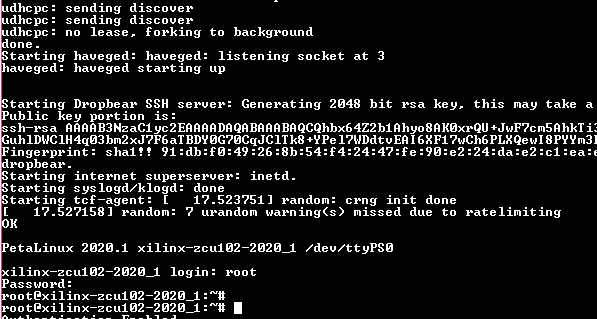 udhcpc: sending discover
udhcpc: sending discover
udhcpc: no lease, forking to background
done.
Starting haveged: haveged: listening socket at 3
haveged: haveged starting up
Starting Dropbear SSH server: Generating 2048 bit rsa key, this may take a
Public key portion is:
ssh-rsa AAAAB3NzaC1yc2EAAAADAQABAAABAQCQhbx64Z2b1Ahyo8AK0xrQU+JwF7cm5AhkTi3
GuhlDWClH4q03bm2xJ7F6aTBDY0G70CqJClTk8+YPel7WDdtvEAI6XF17wCh6PLXQewI8PYYm3
Fingerprint: sha1!! 91:db:f0:49:26:8b:54:f4:24:47:fe:90:e2:24:da:e2:c1:ea:e
dropbear.
Starting internet superserver: inetd.
Starting syslogd/klogd: done
Starting tcf-agent: [   17.523751] random: crng init done
[   17.527158] random: 7 urandom warning(s) missed due to ratelimiting
OK
PetaLinux 2020.1 xilinx-zcu102-2020_1 /dev/ttyPS0
xilinx-zcu102-2020_1 login: root
Password:
root@xilinx-zcu102-2020_1:~#
root@xilinx-zcu102-2020_1:~#